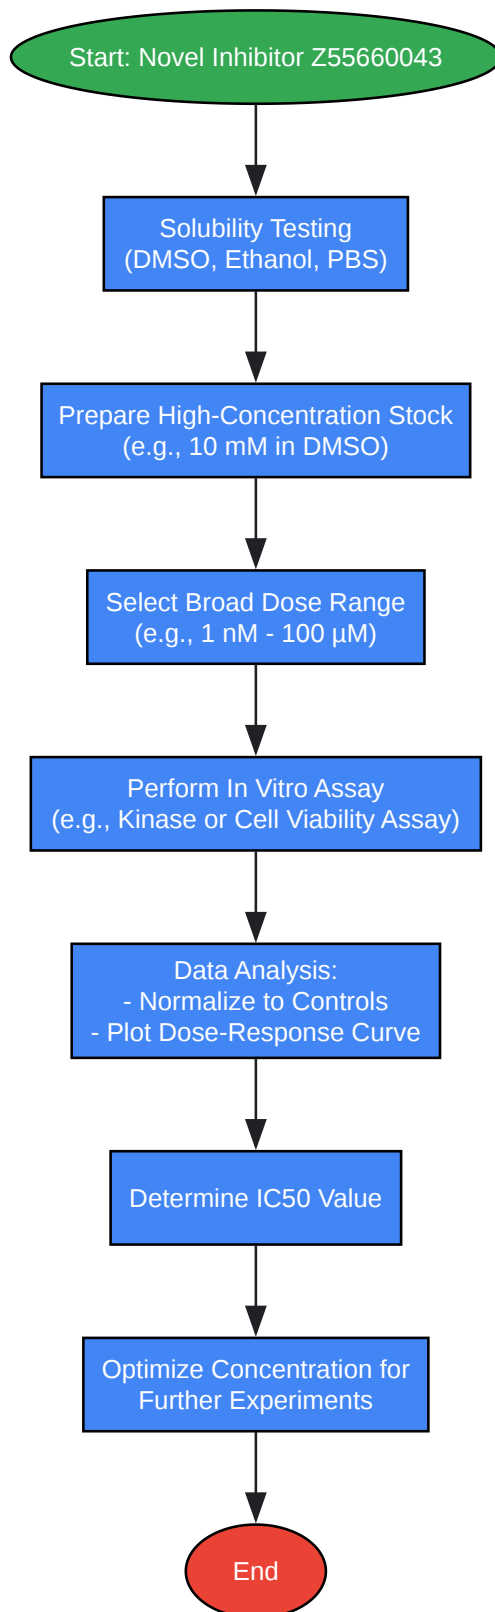 Start: Novel Inhibitor Z55660043
Solubility Testing
(DMSO, Ethanol, PBS)
Prepare High-Concentration Stock
(e.g., 10 mM in DMSO)
Select Broad Dose Range
(e.g., 1 nM - 100 µM)
Perform In Vitro Assay
(e.g., Kinase or Cell Viability Assay)
Data Analysis:
- Normalize to Controls
- Plot Dose-Response Curve
Determine IC50 Value
Optimize Concentration for
Further Experiments
End